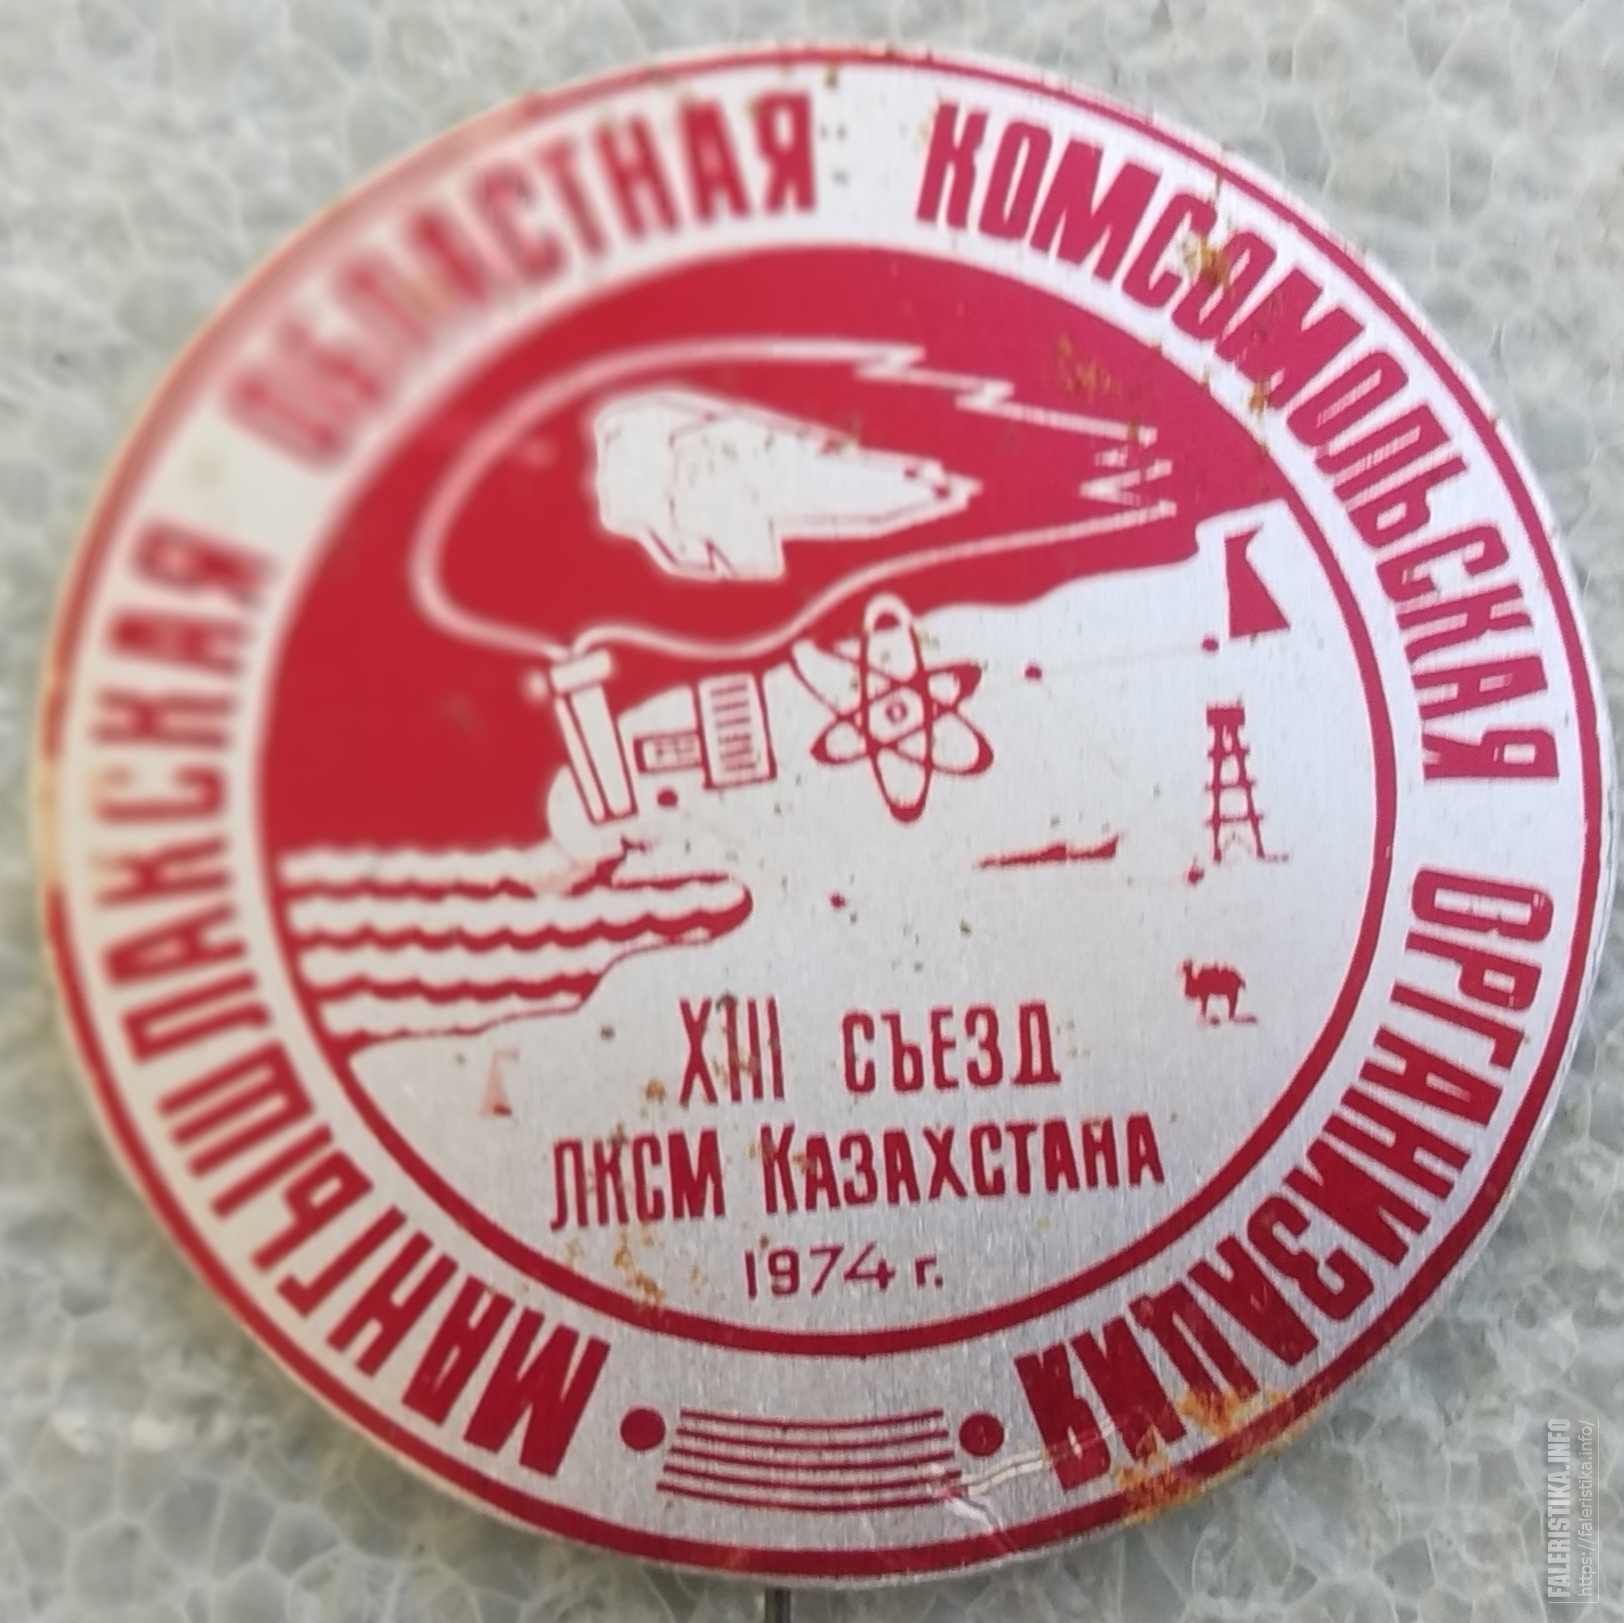 МАНГЫШЛАКСКАЯ ОБЛАСТНАЯ КОМСОМОЛЬСКАЯ ОРГАНИЗАЦИЯ
XIII СЪЕЗД
ЛКСМ КАЗАХСТАНА
1974 г.
FALERISTIKA.INFO
https://faleristika.info/